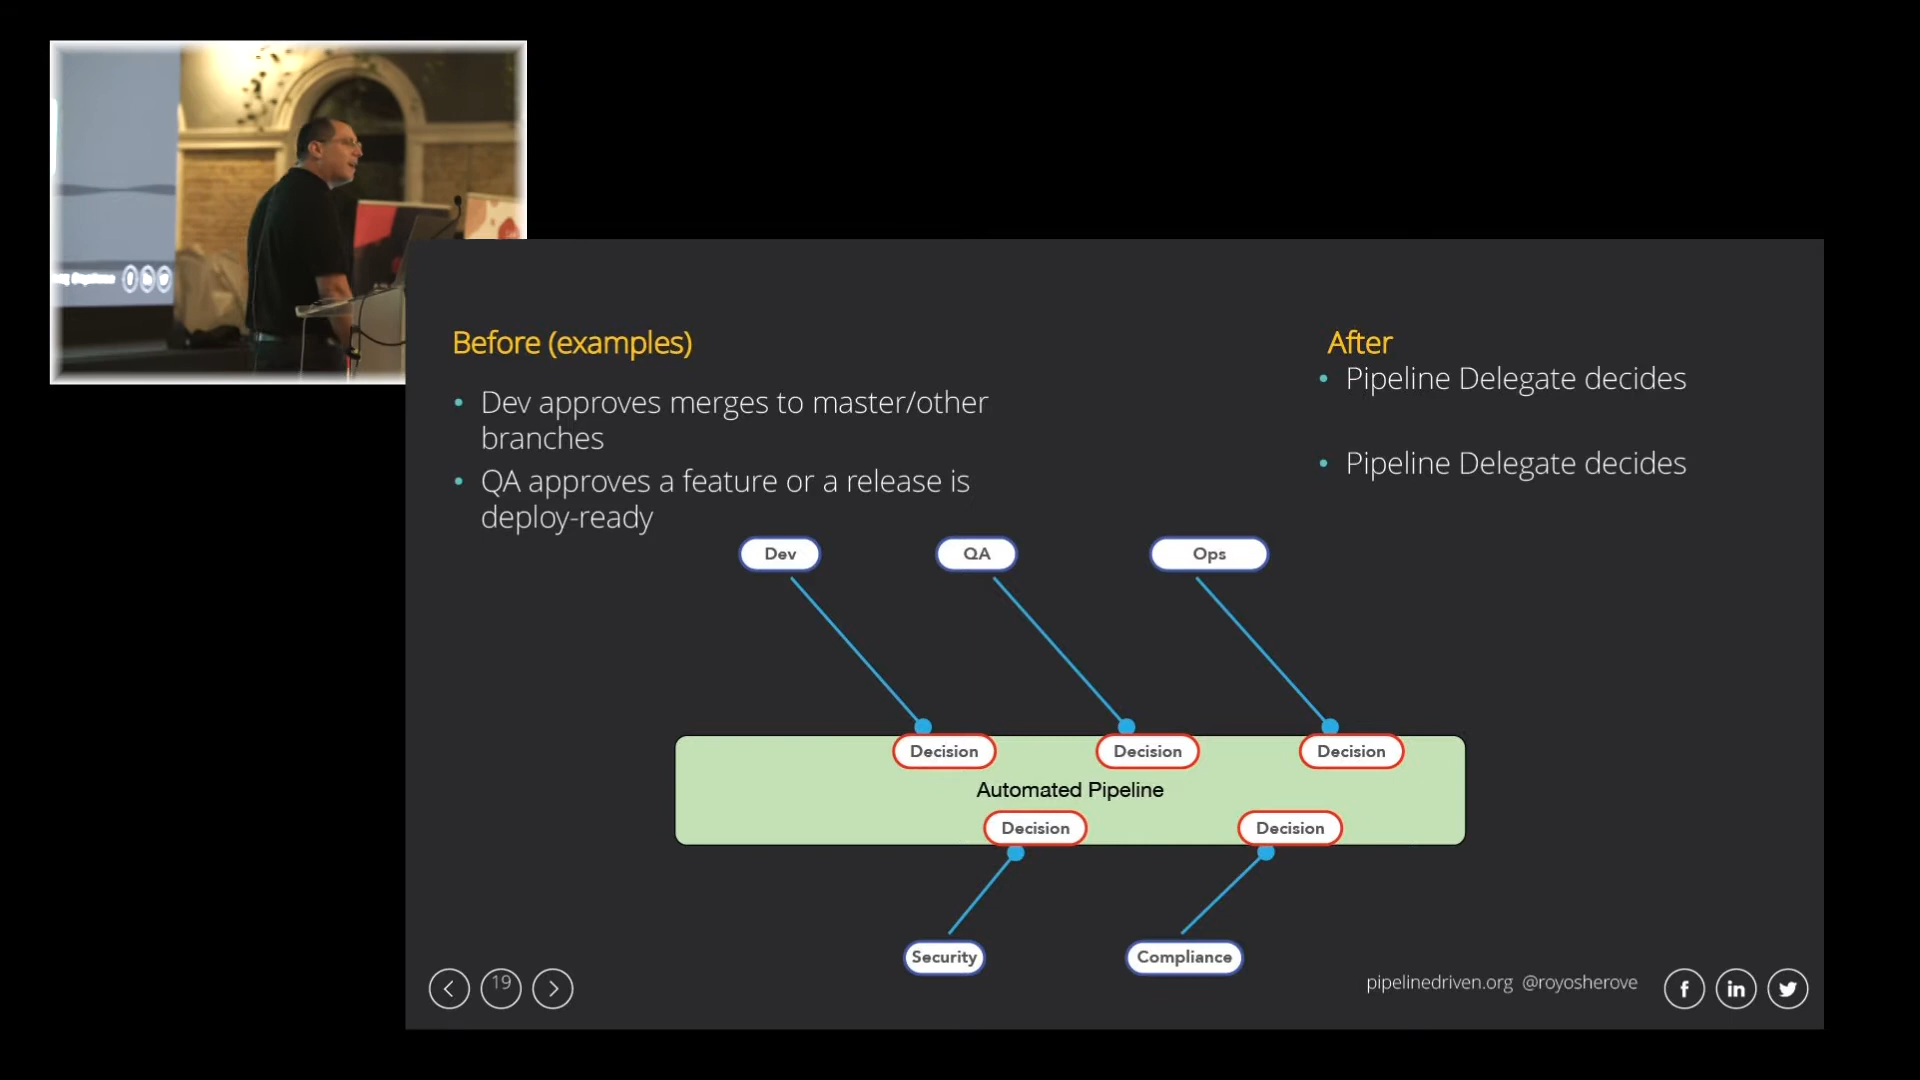 Before (examples)
• Dev approves merges to master/other
branches
• QA approves a feature or a release is
deploy-ready
After
• Pipeline Delegate decides
• Pipeline Delegate decides
Dev
QA
Ops
Decision
Decision
Decision
Automated Pipeline
Decision
Decision
Security
Compliance
19
pipelinedriven.org @royosherove
f
in